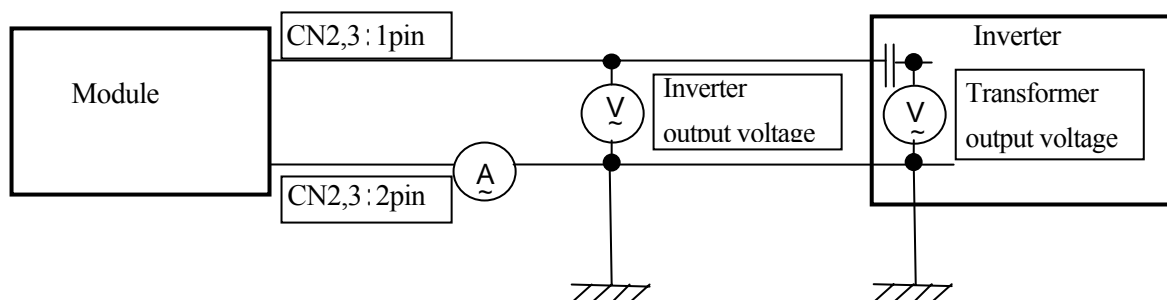 CN2,3：1pin
Inverter
Module
V
~
Inverter
output voltage
V
~
Transformer
output voltage
A
~
CN2,3：2pin